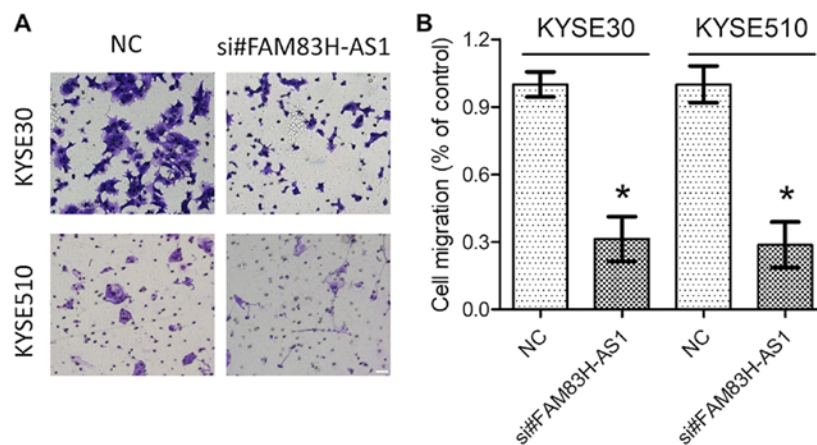 A
NC
si#FAM83H-AS1
KYSE30
KYSE510
B
KYSE30
KYSE510
Cell migration (% of control)
1.2
0.9
0.6
0.3
0.0
*
*
NC
si#FAM83H-AS1
NC
si#FAM83H-AS1